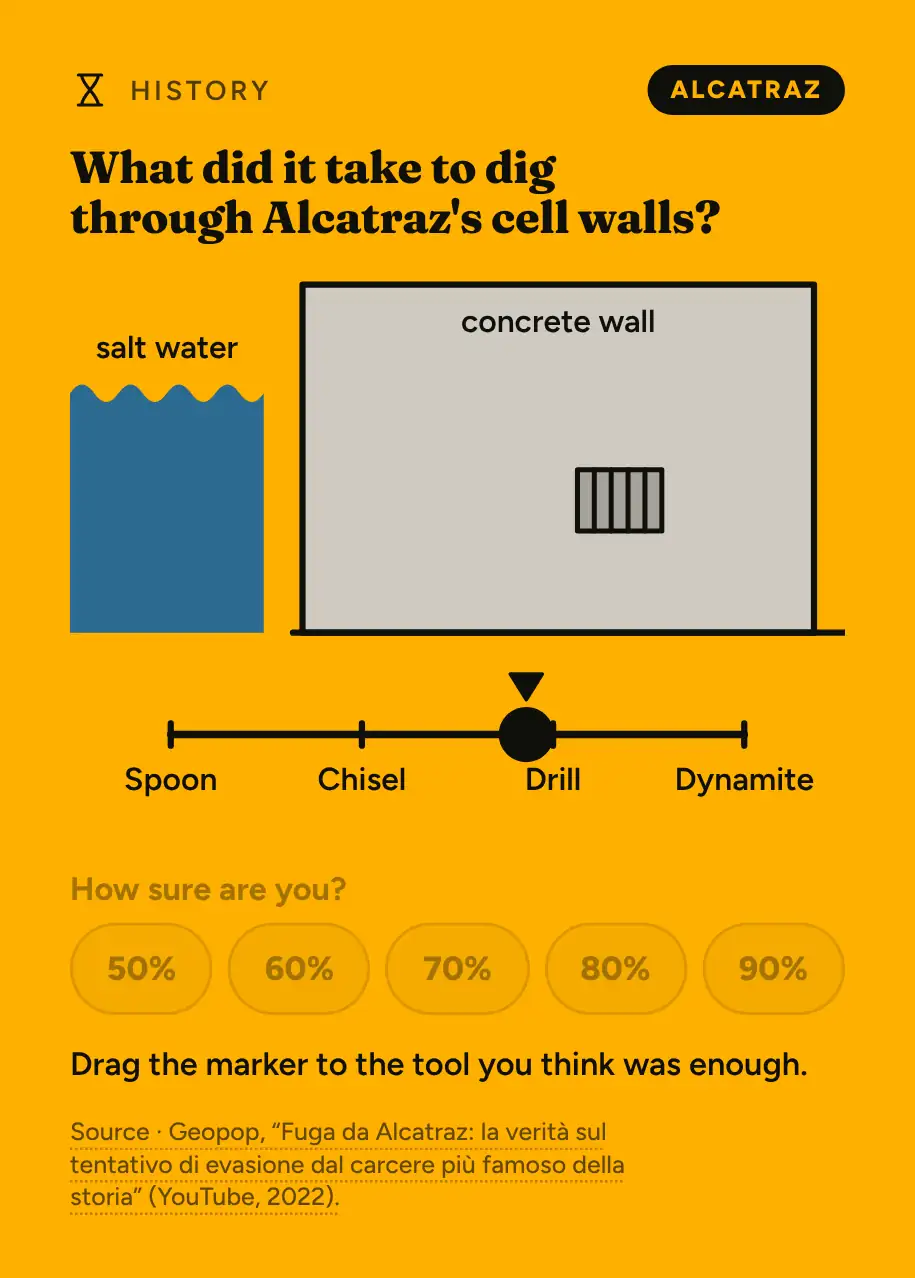 HISTORY
ALCATRAZ
What did it take to dig
through Alcatraz's cell walls?
concrete wall
salt water
Spoon
Chisel
Drill
Dynamite
How sure are you?
50%
60%
70%
80%
90%
Drag the marker to the tool you think was enough.
Source · Geopop, “Fuga da Alcatraz: la verità sul
tentativo di evasione dal carcere più famoso della
storia” (YouTube, 2022).